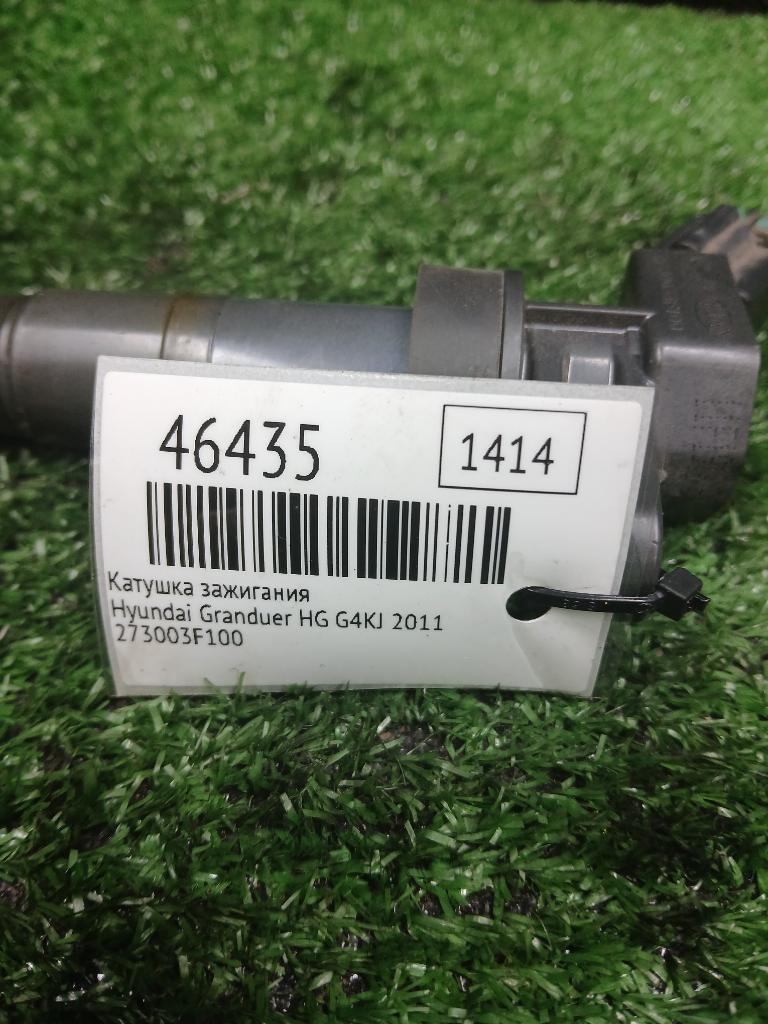 46435
1414
Катушка зажигания
Hyundai Granduer HG G4KJ 2011
273003F100